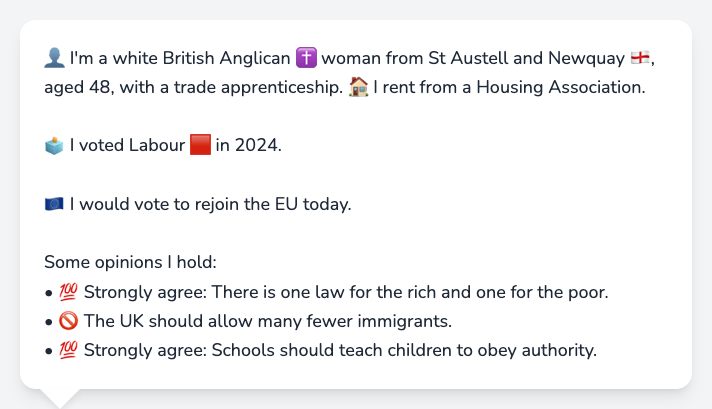 👤 I'm a white British Anglican ✝️ woman from St Austell and Newquay 🏴󠁧󠁢󠁥󠁮󠁧󠁿,
aged 48, with a trade apprenticeship. 🏠 I rent from a Housing Association.
🗳️ I voted Labour 🟥 in 2024.
🇪🇺 I would vote to rejoin the EU today.
Some opinions I hold:
• 💯 Strongly agree: There is one law for the rich and one for the poor.
• 🚫 The UK should allow many fewer immigrants.
• 💯 Strongly agree: Schools should teach children to obey authority.